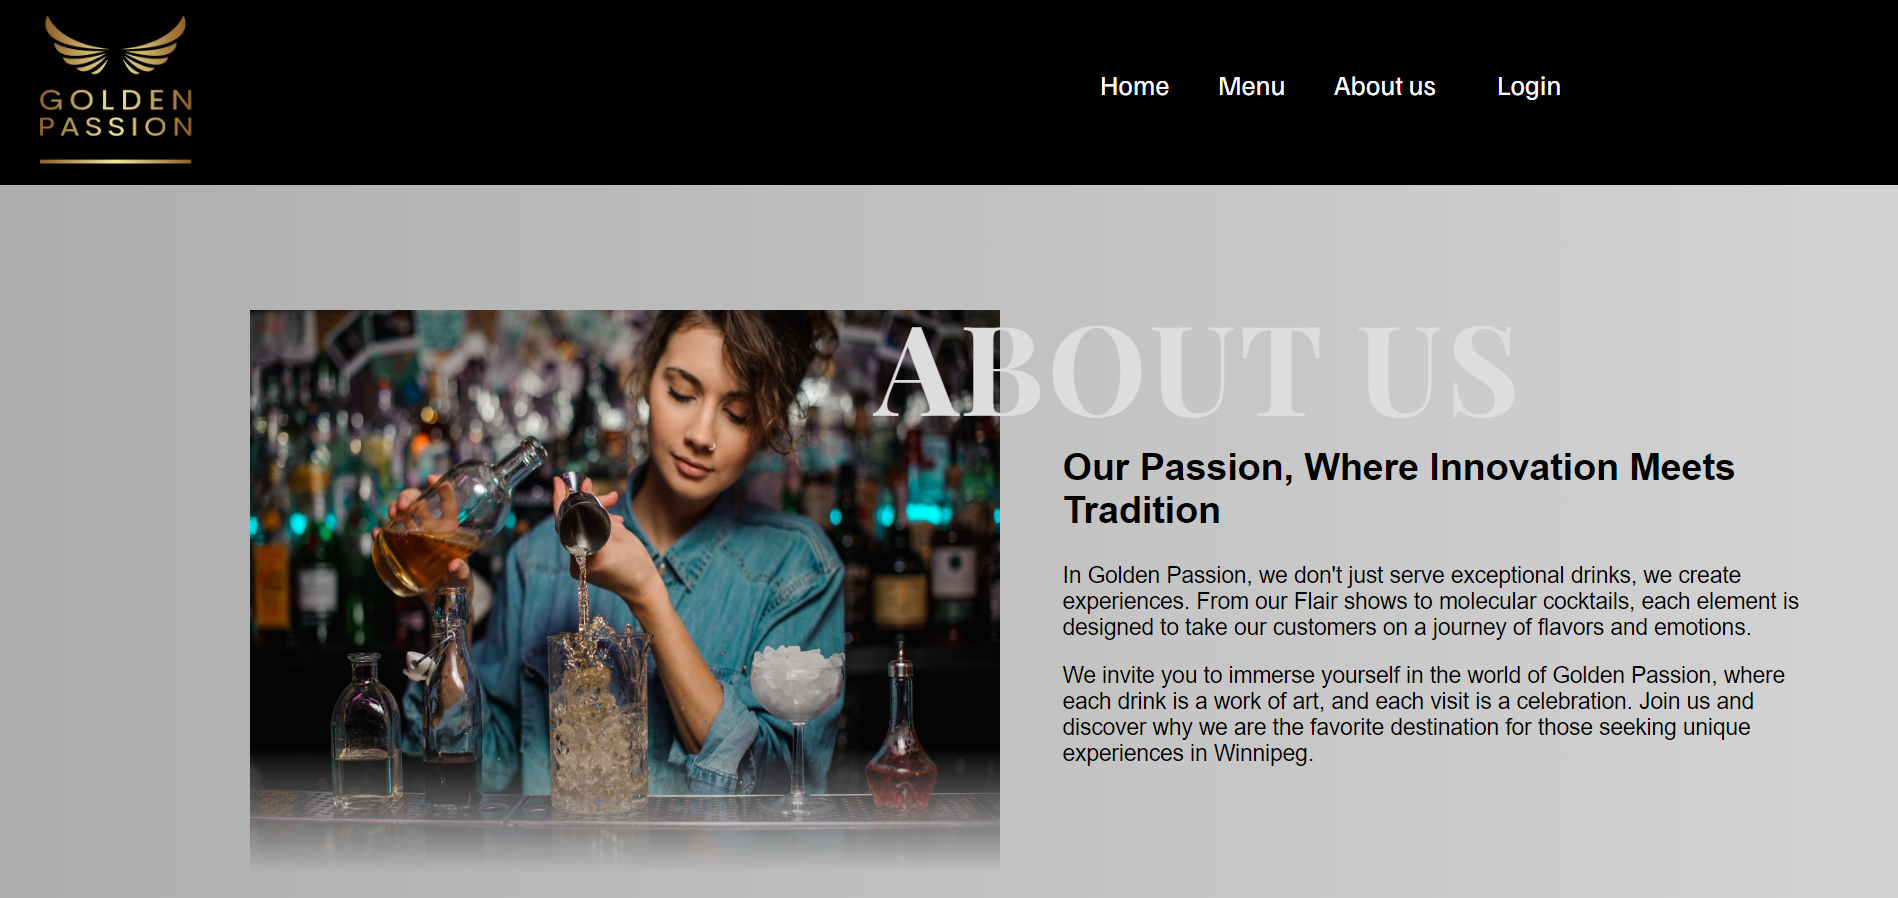 GOLDEN
PASSION
Home Menu About us Login
ABOUT US
Our Passion, Where Innovation Meets
Tradition
In Golden Passion, we don't just serve exceptional drinks, we create
experiences. From our Flair shows to molecular cocktails, each element is
designed to take our customers on a journey of flavors and emotions.
We invite you to immerse yourself in the world of Golden Passion, where
each drink is a work of art, and each visit is a celebration. Join us and
discover why we are the favorite destination for those seeking unique
experiences in Winnipeg.